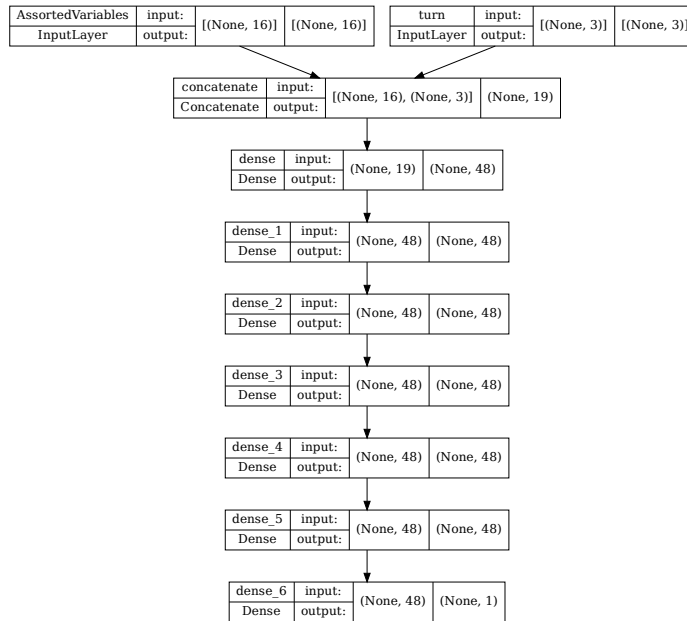 AssortedVariables input: [(None, 16)] [(None, 16)]
InputLayer output:
turn input: [(None, 3)] [(None, 3)]
InputLayer output:
concatenate input: [(None, 16), (None, 3)] (None, 19)
Concatenate output:
dense input: (None, 19) (None, 48)
Dense output:
dense_1 input: (None, 48) (None, 48)
Dense output:
dense_2 input: (None, 48) (None, 48)
Dense output:
dense_3 input: (None, 48) (None, 48)
Dense output:
dense_4 input: (None, 48) (None, 48)
Dense output:
dense_5 input: (None, 48) (None, 48)
Dense output:
dense_6 input: (None, 48) (None, 1)
Dense output: